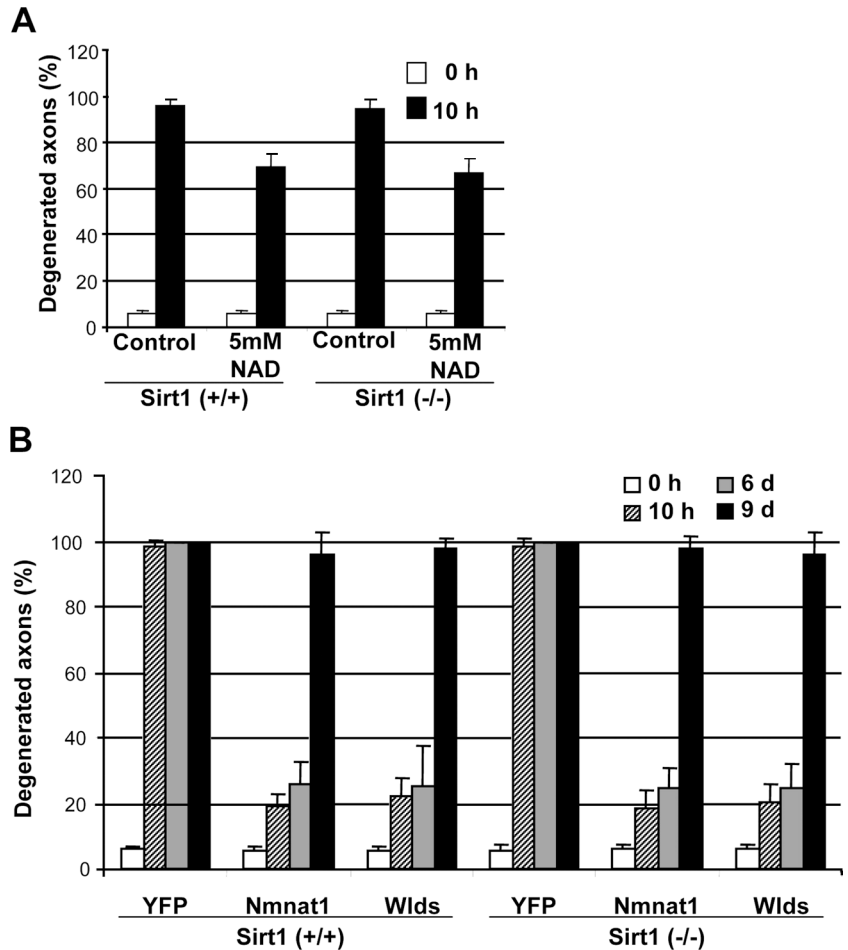 A
120
100
80
60
40
20
0
Degenerated axons (%)
0 h
10 h
Control 5mM Control 5mM
NAD NAD
Sirt1 (+/+) Sirt1 (-/-)
B
120
100
80
60
40
20
0
Degenerated axons (%)
0 h 6 d
10 h 9 d
YFP Nmnat1 Wlds YFP Nmnat1 Wlds
Sirt1 (+/+) Sirt1 (-/-)